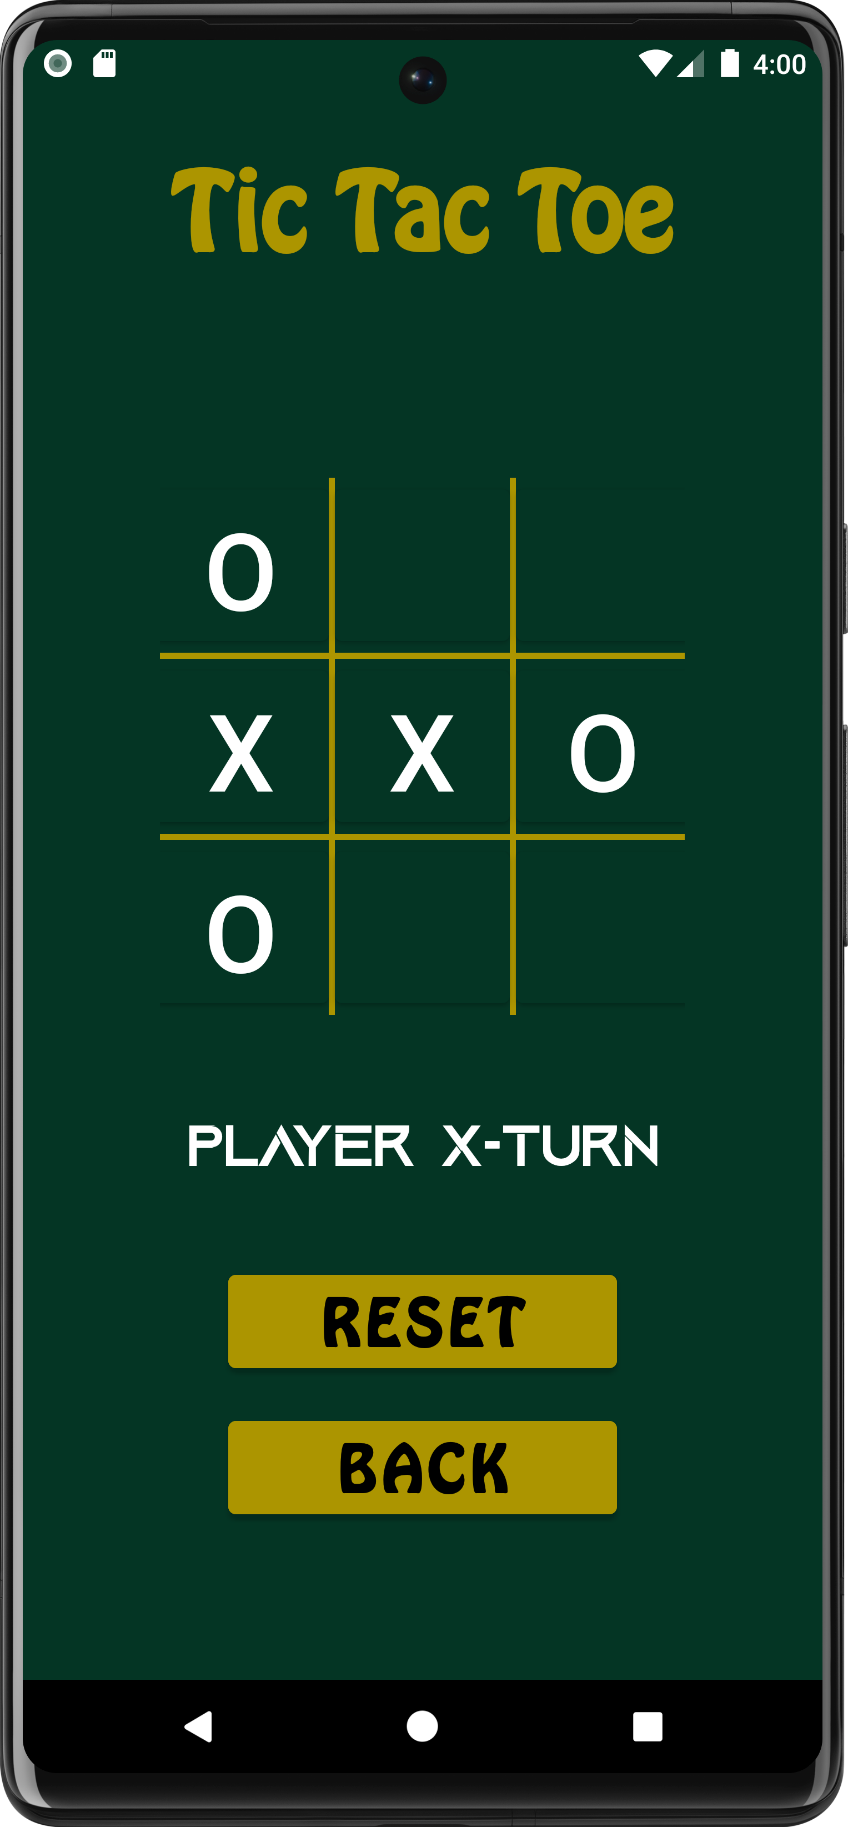 4:00
Tic Tac Toe
O
X X O
O
PLAYER X-TURN
RESET
BACK